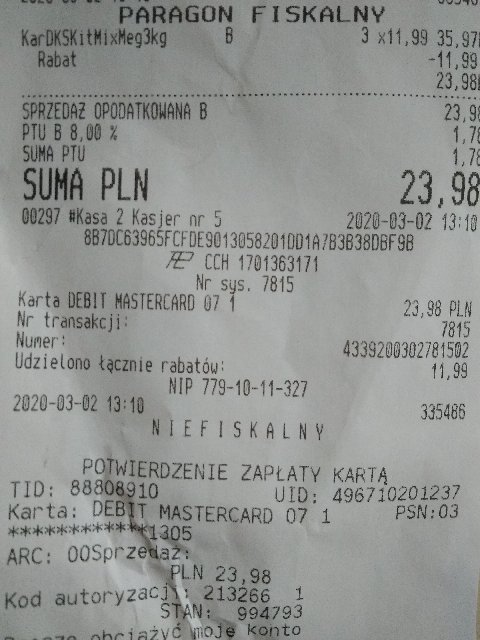 PARAGON FISKALNY
KarDKSKitMixMeg3kg B 3 x11,99 35,97
Rabat -11,99
23,98
SPRZEDAŻ OPODATKOWANA B 23,98
PTU B 8,00 % 1,78
SUMA PTU 1,78
SUMA PLN 23,98
00297 #Kasa 2 Kasjer nr 5 2020-03-02 13:10
8B7DC63965FCFDE9013058201DD1A7B3B38DBF9B
CCH 1701363171
Nr sys. 7815
Karta DEBIT MASTERCARD 07 1 23,98 PLN
Nr transakcji: 7815
Numer: 4339200302781502
Udzielono łącznie rabatów: 11,99
NIP 779-10-11-327
2020-03-02 13:10 335486
NIEFISKALNY
POTWIERDZENIE ZAPŁATY KARTĄ
TID: 88808910 UID: 496710201237
Karta: DEBIT MASTERCARD 07 1 PSN:03
************1305
ARC: 00Sprzedaż:
PLN 23,98
Kod autoryzacji: 213266 1
STAN: 994793
obciążyć moje konto